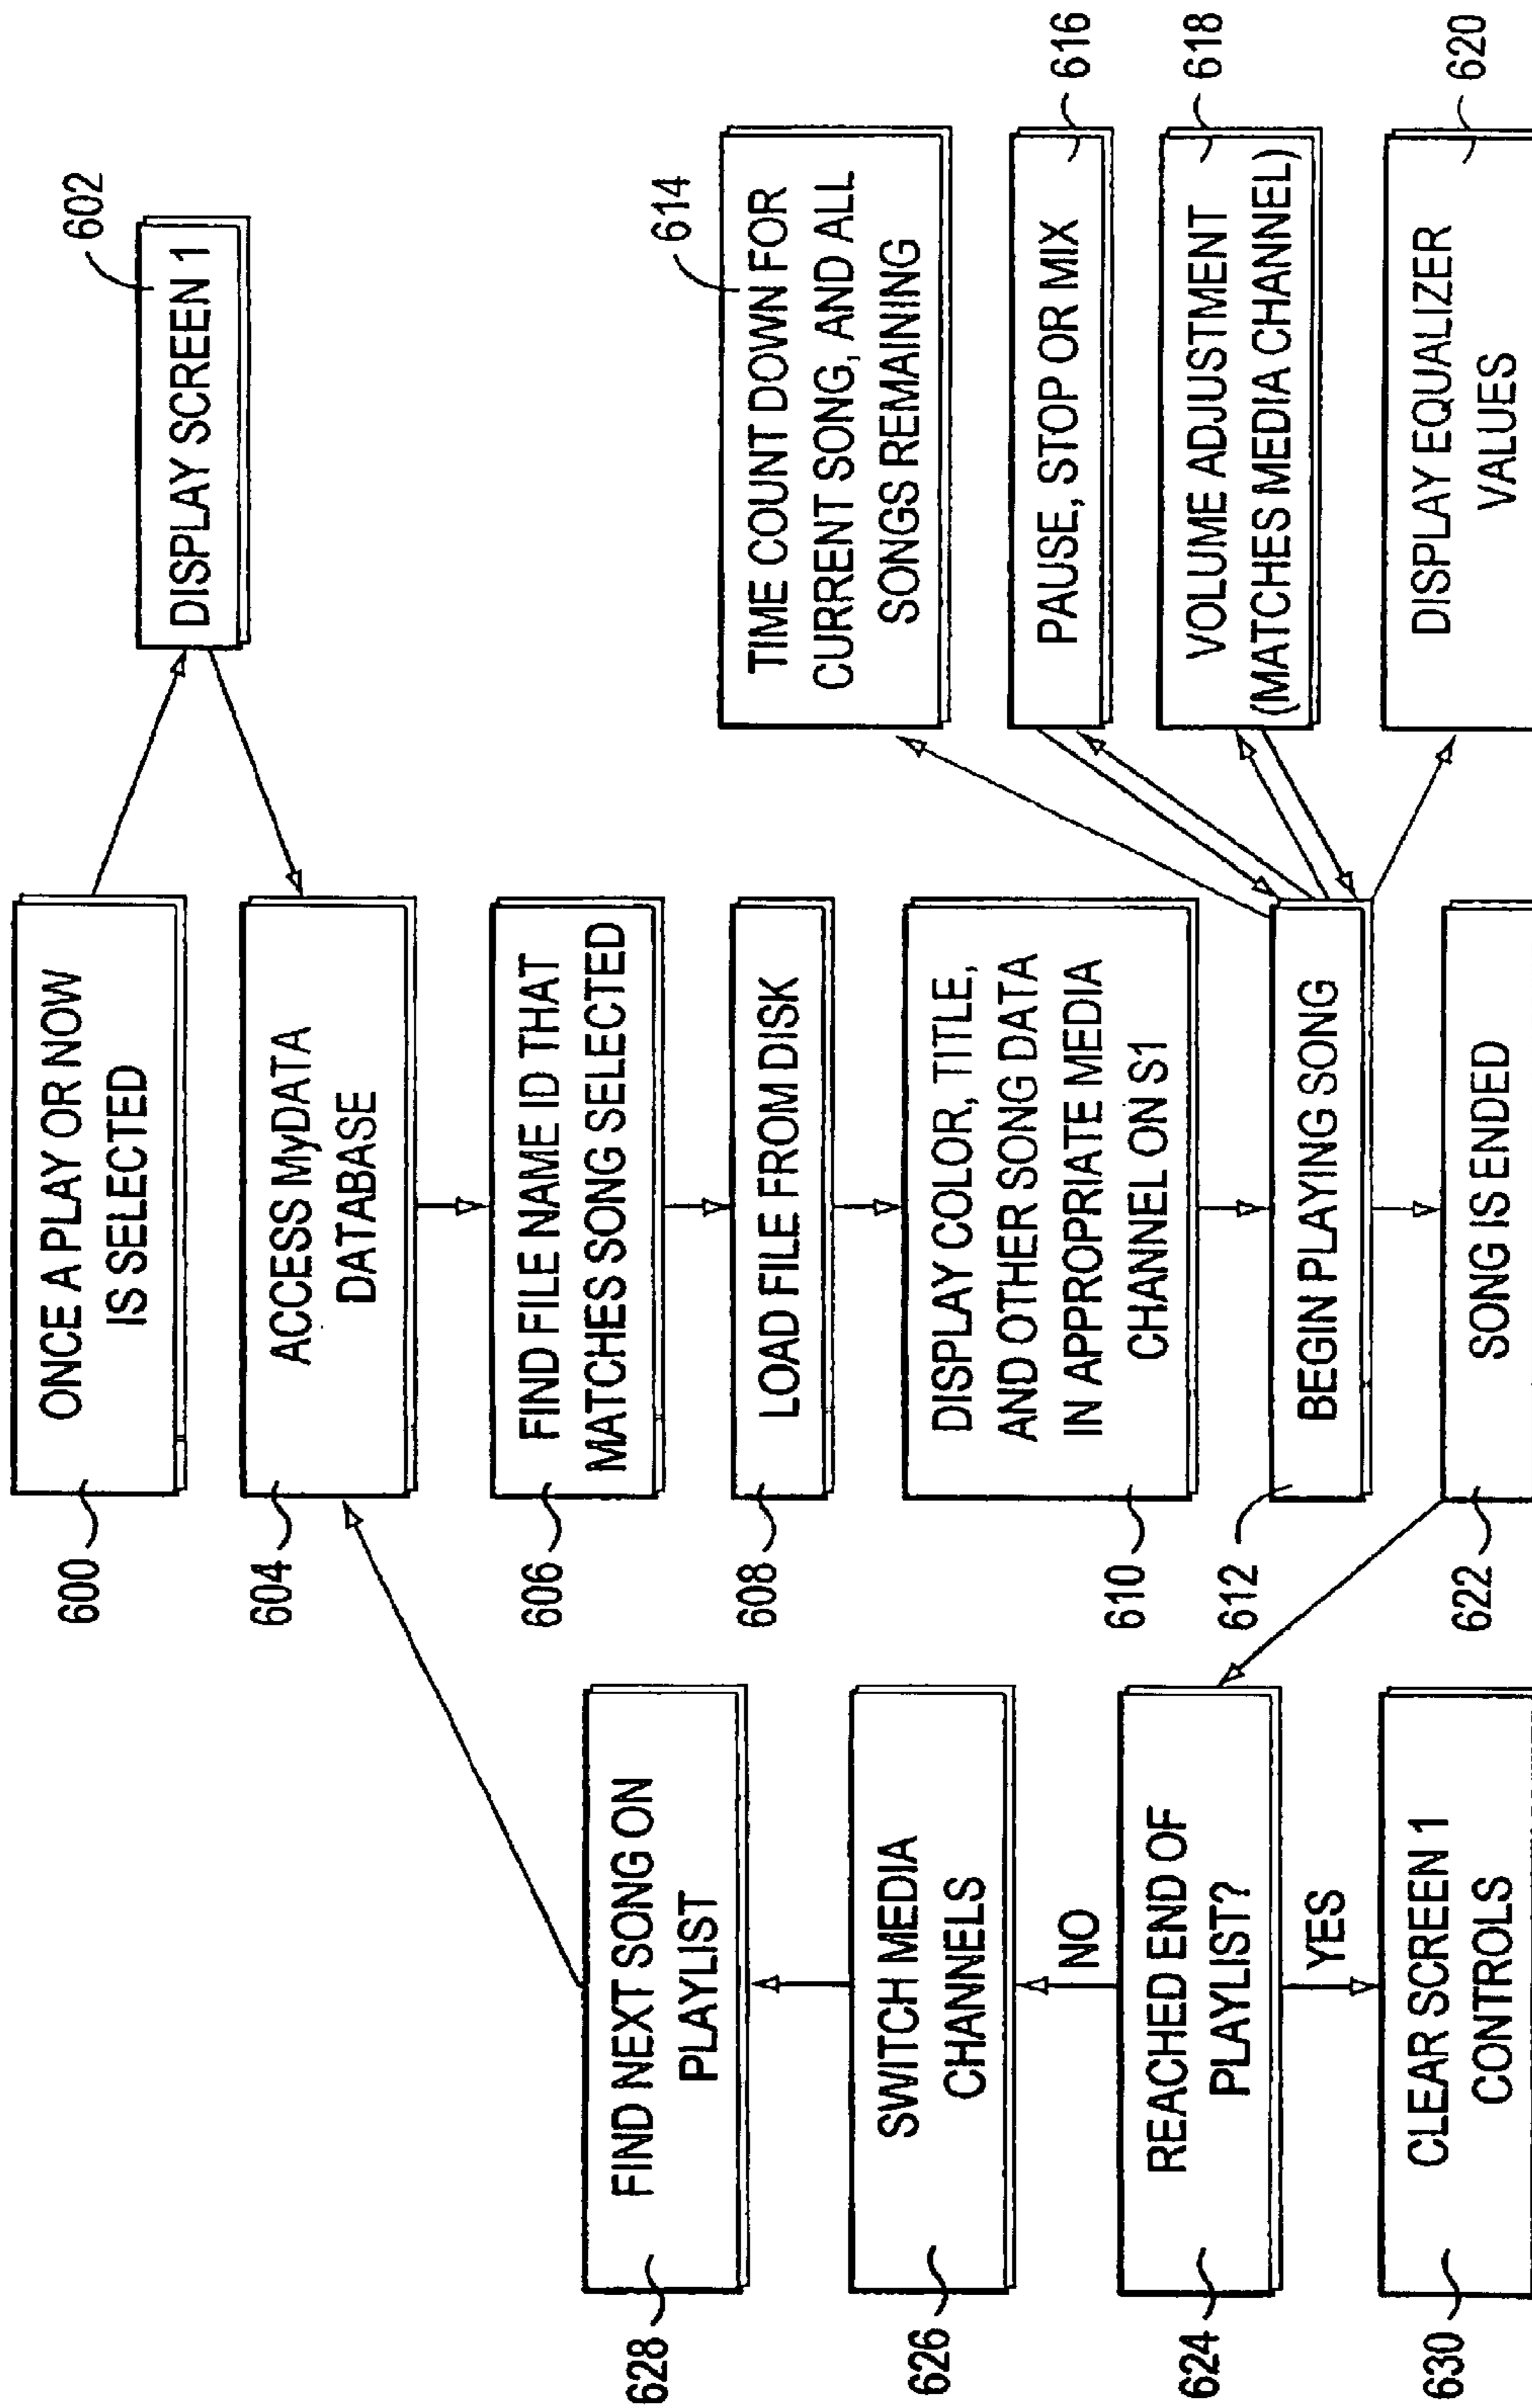 600
ONCE A PLAY OR NOW
IS SELECTED
602
DISPLAY SCREEN 1
604
ACCESS MyDATA
DATABASE
606
FIND FILE NAME ID THAT
MATCHES SONG SELECTED
608
LOAD FILE FROM DISK
610
DISPLAY COLOR, TITLE,
AND OTHER SONG DATA
IN APPROPRIATE MEDIA
CHANNEL ON S1
612
BEGIN PLAYING SONG
614
TIME COUNT DOWN FOR
CURRENT SONG, AND ALL
SONGS REMAINING
616
PAUSE, STOP OR MIX
618
VOLUME ADJUSTMENT
(MATCHES MEDIA CHANNEL)
620
DISPLAY EQUALIZER
VALUES
622
SONG IS ENDED
624
REACHED END OF
PLAYLIST?
NO
YES
626
SWITCH MEDIA
CHANNELS
628
FIND NEXT SONG ON
PLAYLIST
630
CLEAR SCREEN 1
CONTROLS